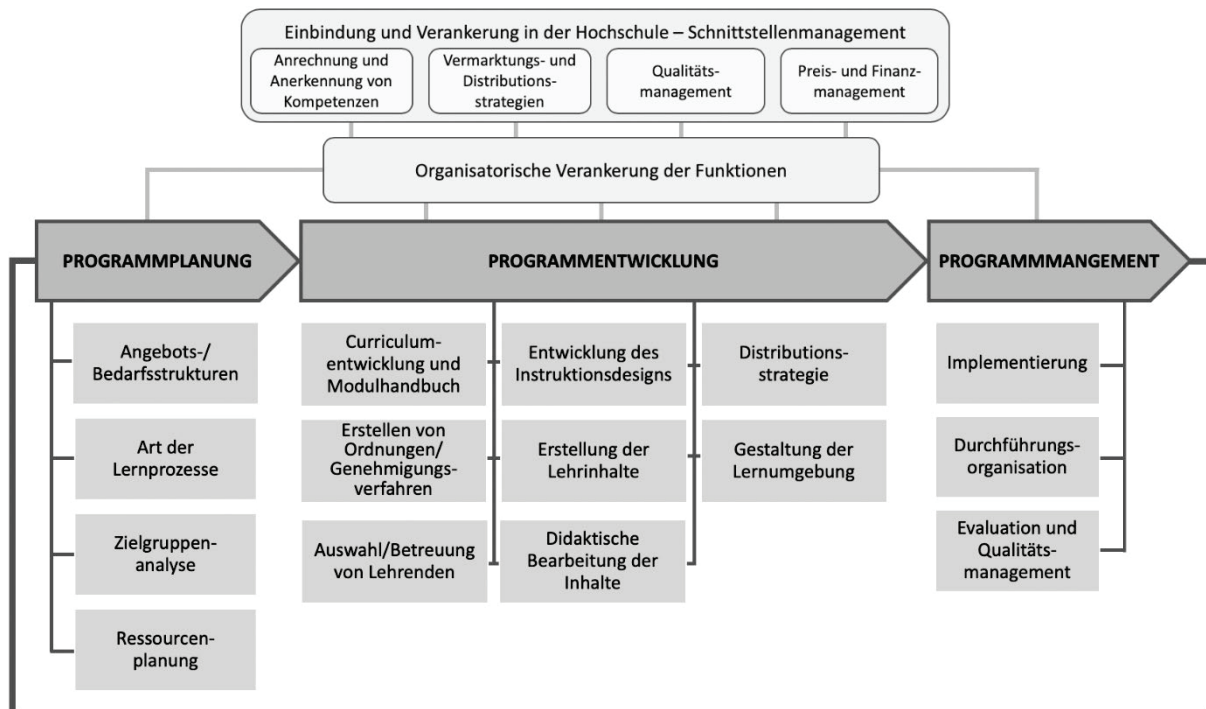 Einbindung und Verankerung in der Hochschule – Schnittstellenmanagement
Anrechnung und
Anerkennung von
Kompetenzen
Vermarktungs- und
Distributions-
strategien
Qualitäts-
management
Preis- und Finanz-
management
Organisatorische Verankerung der Funktionen
PROGRAMMPLANUNG
PROGRAMMENTWICKLUNG
PROGRAMMMANGEMENT
Angebots-/
Bedarfsstrukturen
Art der
Lernprozesse
Zielgruppen-
analyse
Ressourcen-
planung
Curriculum-
entwicklung und
Modulhandbuch
Erstellen von
Ordnungen/
Genehmigungs-
verfahren
Auswahl/Betreuung
von Lehrenden
Entwicklung des
Instruktionsdesigns
Erstellung der
Lehrinhalte
Didaktische
Bearbeitung der
Inhalte
Distributions-
strategie
Gestaltung der
Lernumgebung
Implementierung
Durchführungs-
organisation
Evaluation und
Qualitäts-
management